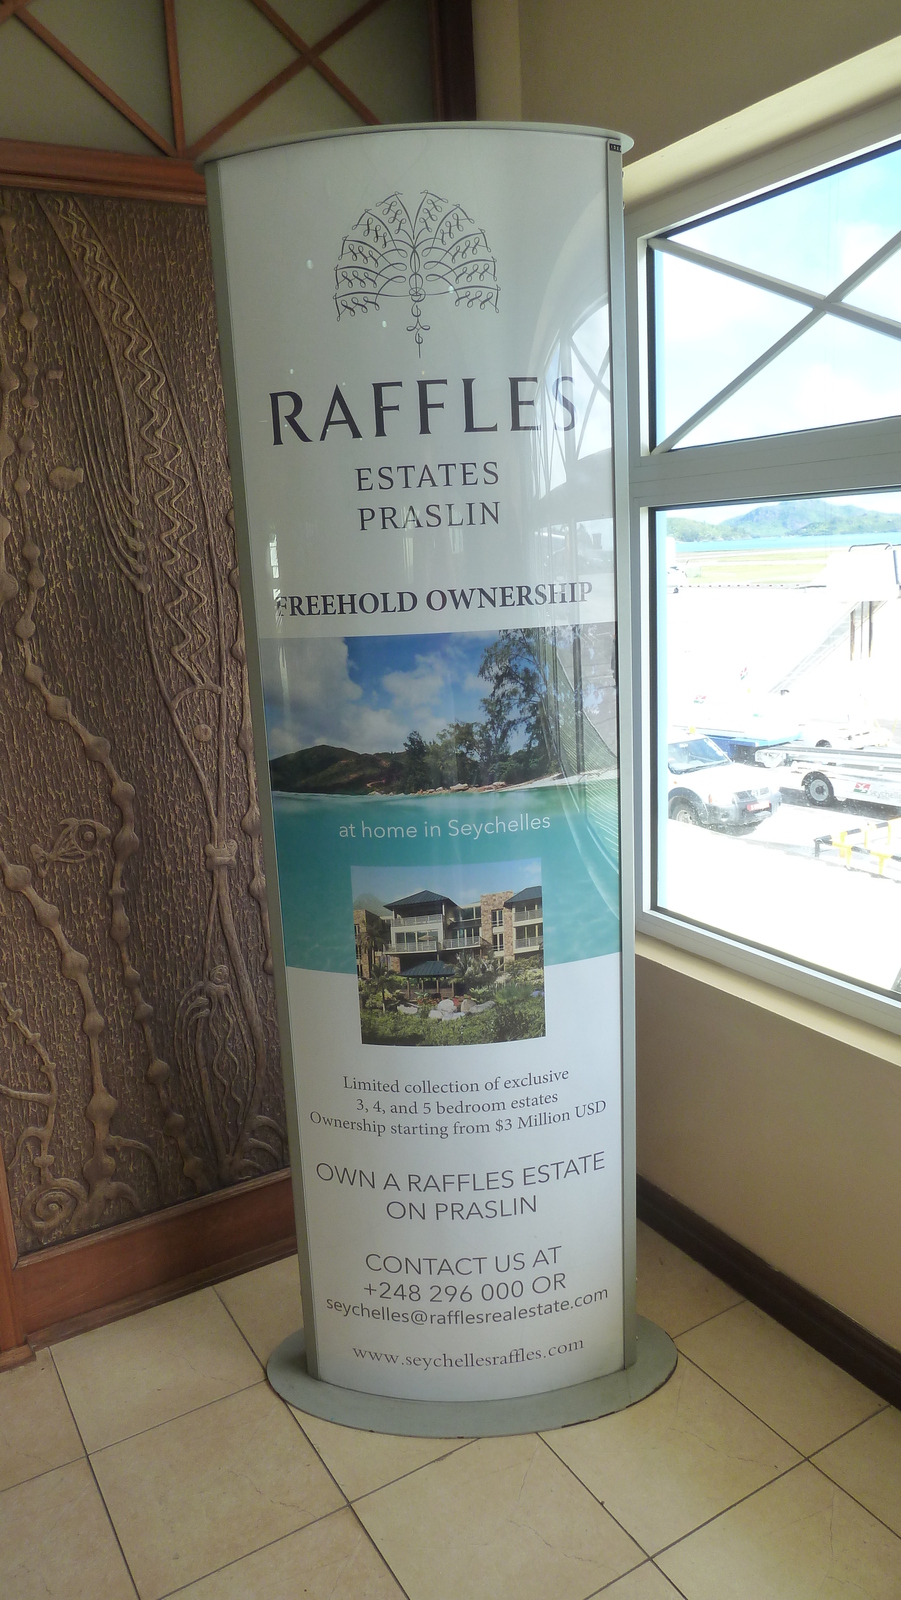 RAFFLES
ESTATES
PRASLIN
FREEHOLD OWNERSHIP
at home in Seychelles
Limited collection of exclusive
3, 4, and 5 bedroom estates
Ownership starting from $3 Million USD
OWN A RAFFLES ESTATE
ON PRASLIN
CONTACT US AT
+248 296 000 OR
seychelles@rafflesrealestate.com
www.seychellesraffles.com